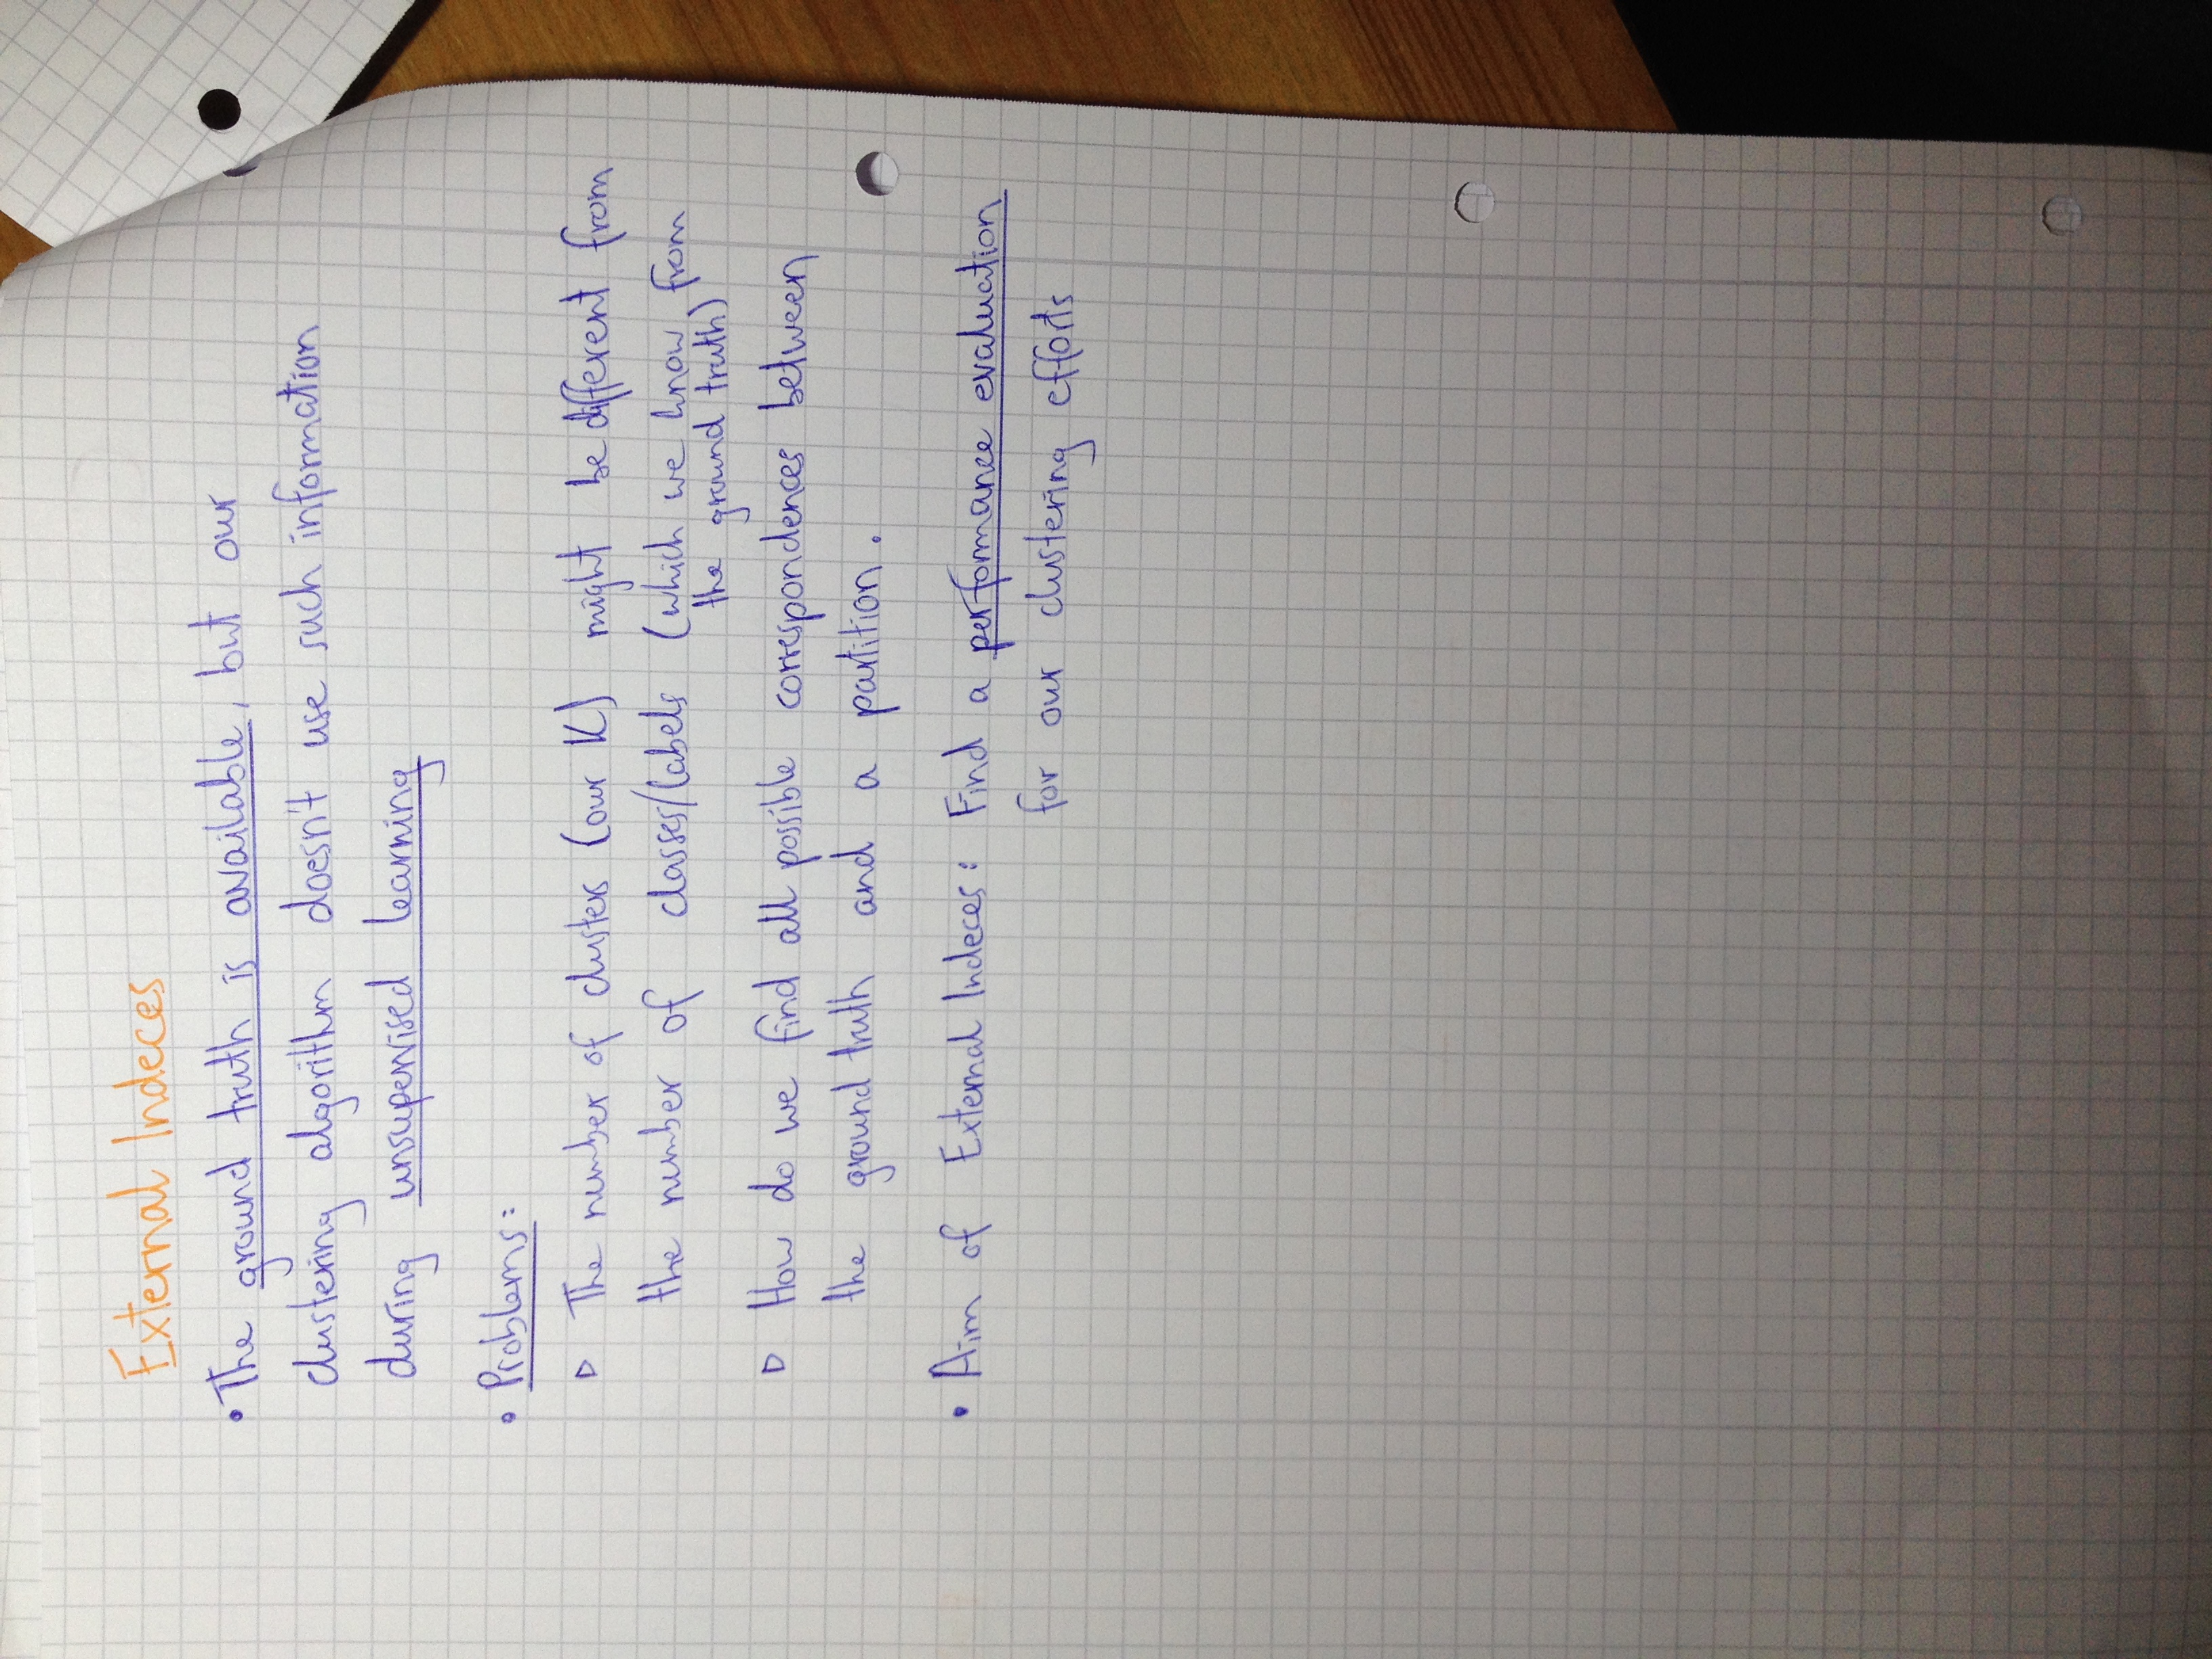 External Indeces
• The ground truth is available, but our
clustering algorithm doesn't use such information
during unsupervised learning
• Problems:
▷ The number of clusters (our K) might be different from
the number of classes/labels (which we know from
the ground truth)
▷ How do we find all possible correspondences between
the ground truth and a partition.
• Aim of External Indeces: Find a performance evaluation
for our clustering efforts